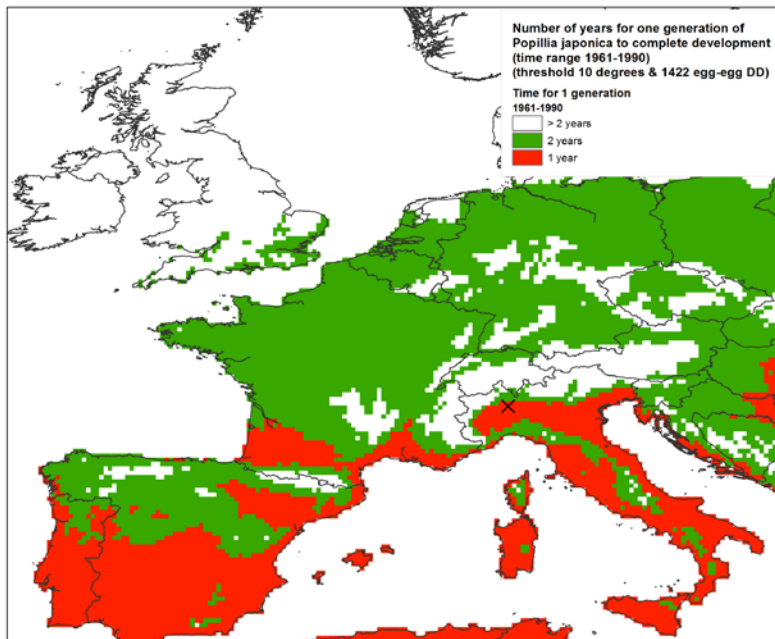 Number of years for one generation of
Popillia japonica to complete development
(time range 1961-1990)
(threshold 10 degrees & 1422 egg-egg DD)
Time for 1 generation
1961-1990
> 2 years
2 years
1 year